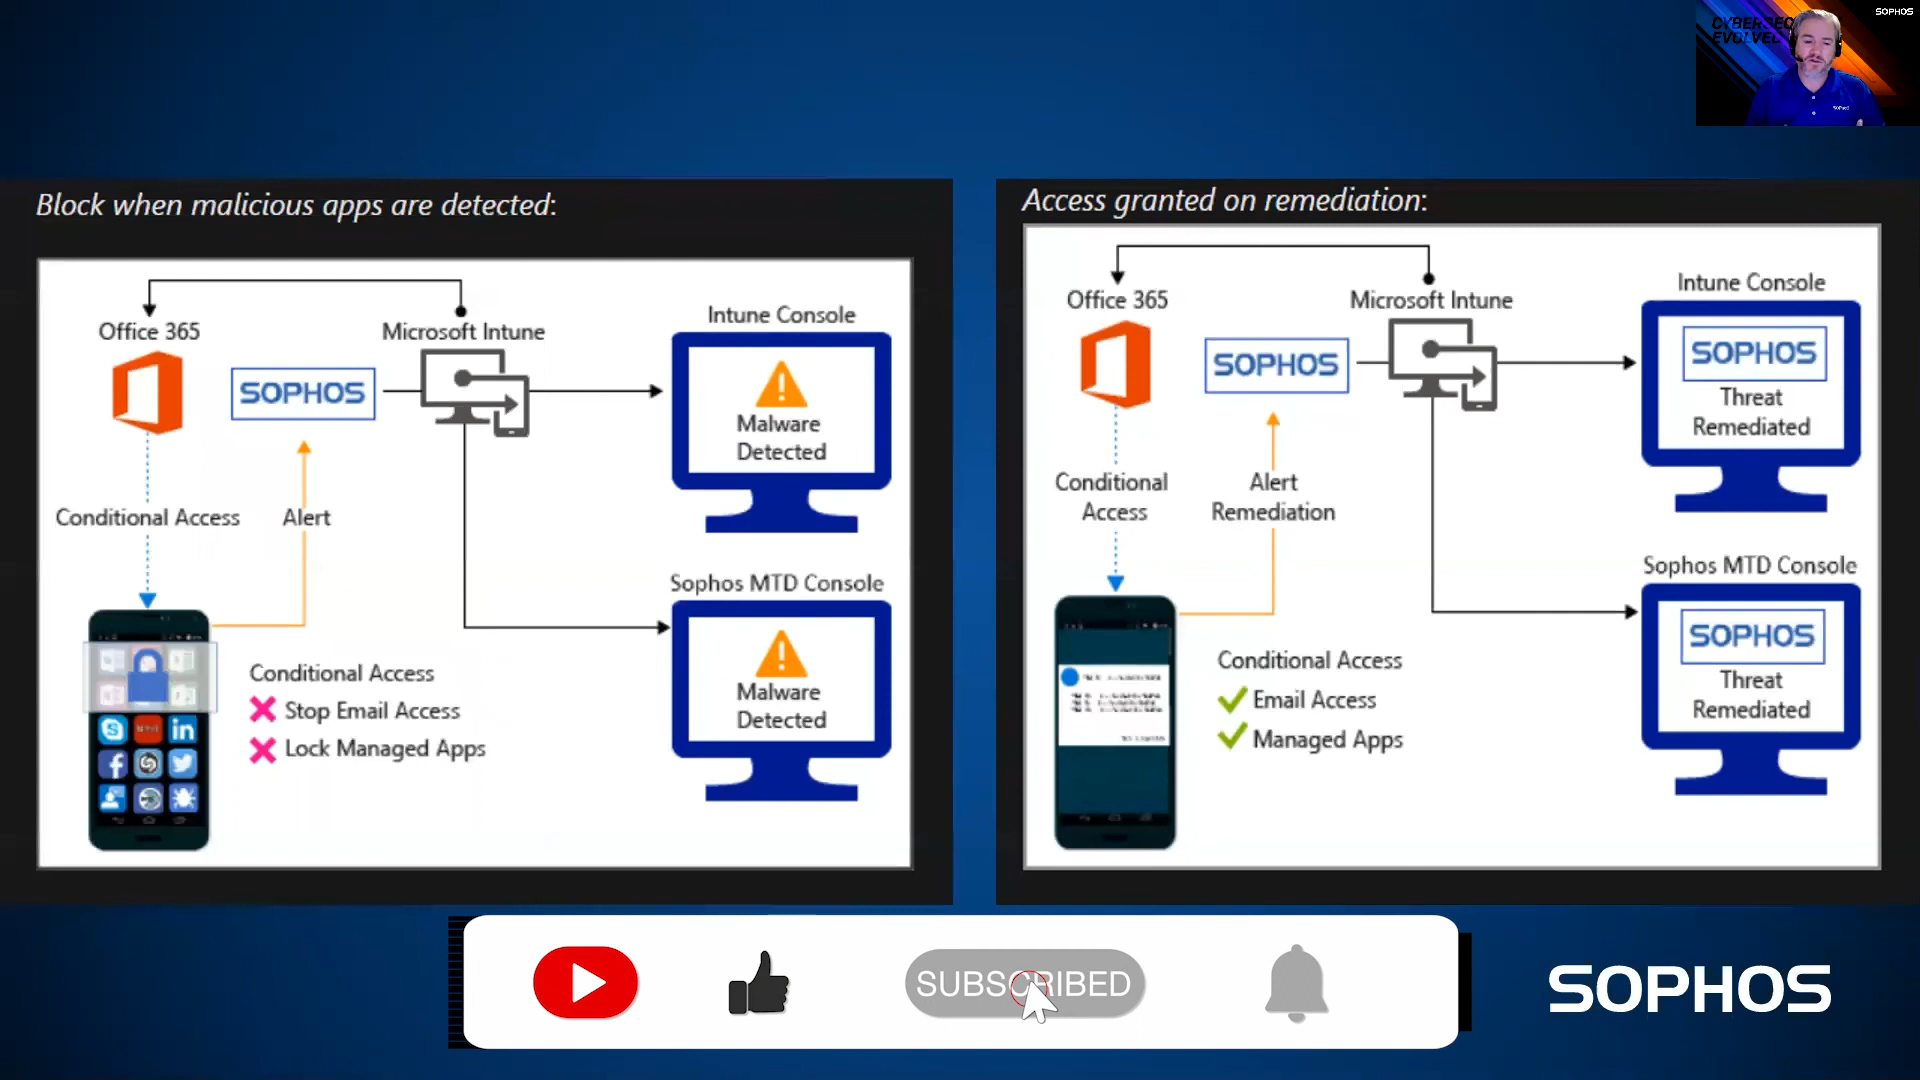 CYBERSEC
EVOLVED
SOPHOS
Block when malicious apps are detected:
Office 365
Microsoft Intune
Intune Console
SOPHOS
Malware
Detected
Conditional Access
Alert
Sophos MTD Console
Malware
Detected
Conditional Access
Stop Email Access
Lock Managed Apps
Access granted on remediation:
Office 365
Microsoft Intune
Intune Console
SOPHOS
SOPHOS
Threat
Remediated
Conditional
Access
Alert
Remediation
Sophos MTD Console
SOPHOS
Threat
Remediated
Conditional Access
Email Access
Managed Apps
SUBSCRIBED
SOPHOS